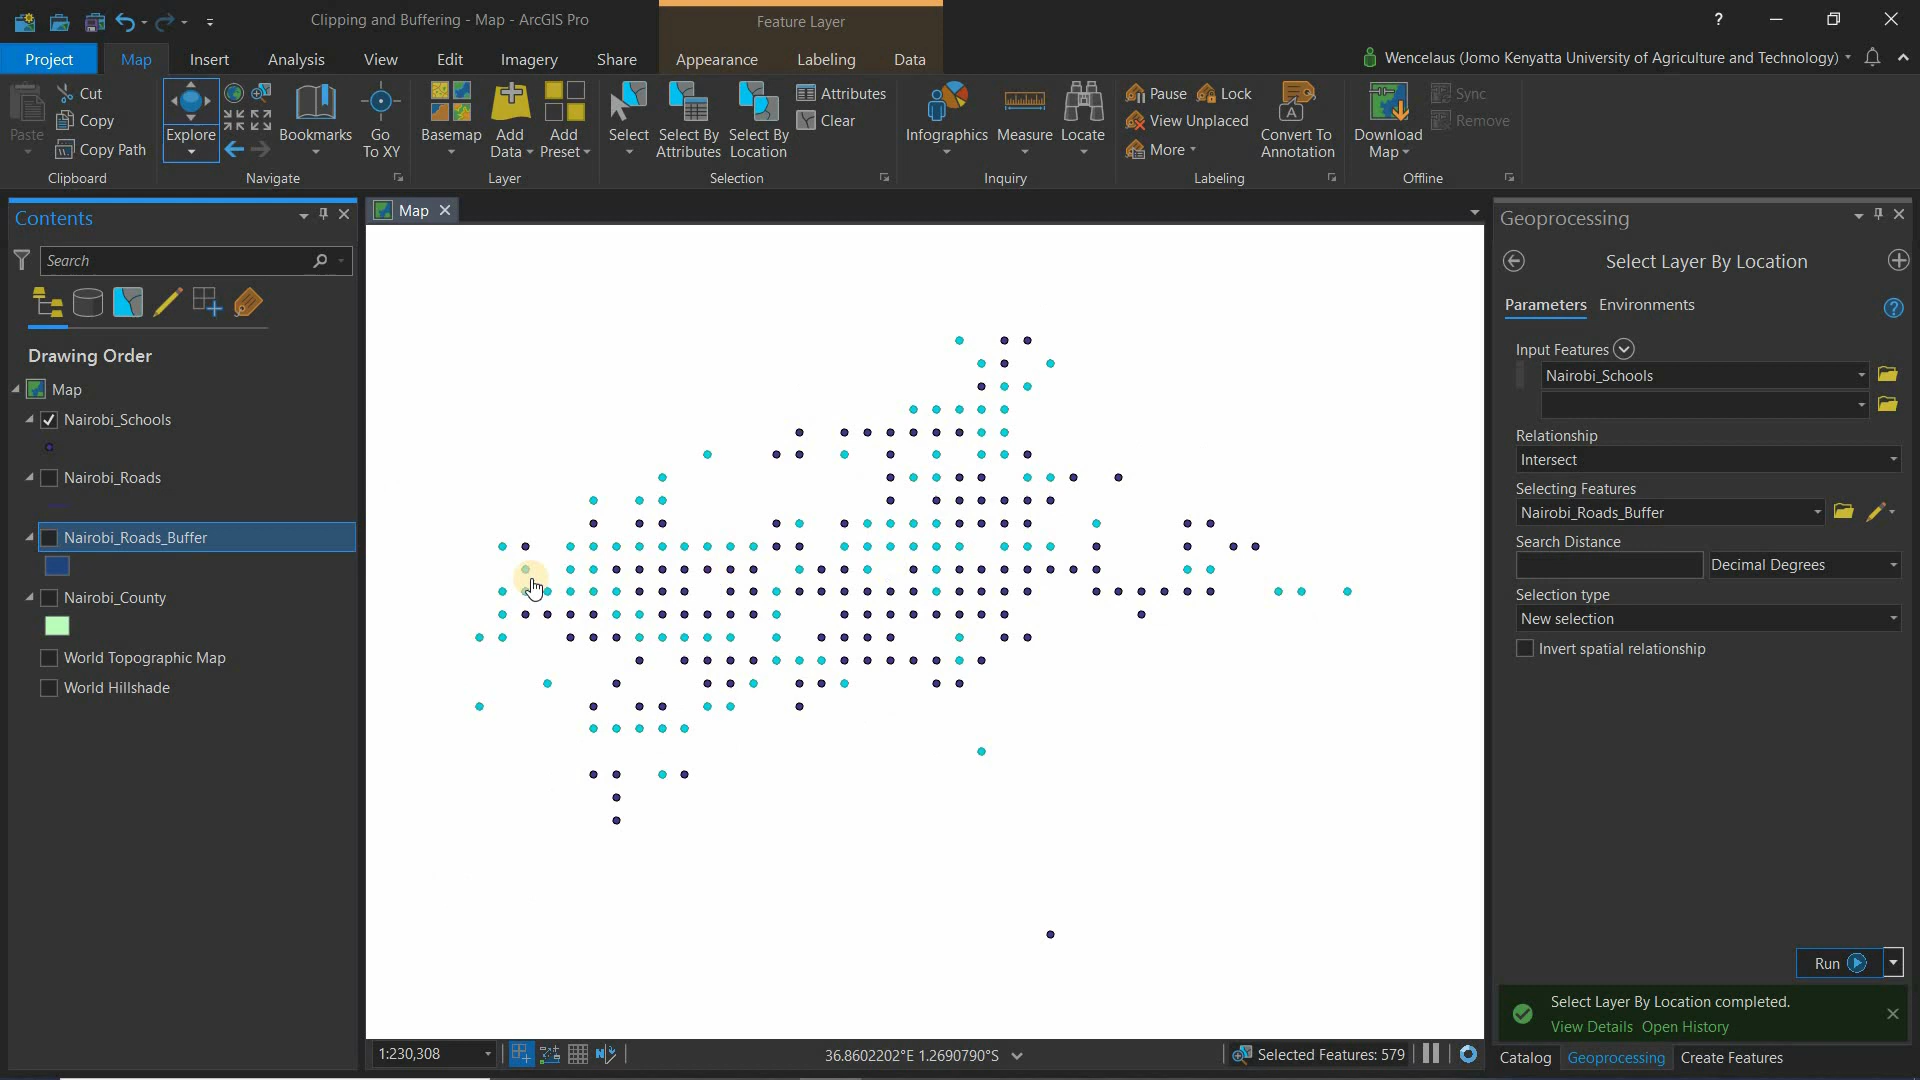 Clipping and Buffering - Map - ArcGIS Pro
Feature Layer
?
Project
Map
Insert
Analysis
View
Edit
Imagery
Share
Appearance
Labeling
Data
Wencelaus (Jomo Kenyatta University of Agriculture and Technology)
Paste
Cut
Copy
Copy Path
Clipboard
Explore
Bookmarks
Go To XY
Navigate
Basemap
Add Data
Add Preset
Layer
Select
Select By Attributes
Select By Location
Attributes
Clear
Selection
Infographics
Measure
Locate
Inquiry
Pause
Lock
View Unplaced
More
Convert To Annotation
Labeling
Download Map
Sync
Remove
Offline
Contents
Search
Drawing Order
Map
Nairobi_Schools
Nairobi_Roads
Nairobi_Roads_Buffer
Nairobi_County
World Topographic Map
World Hillshade
Map
1:230,308
36.8602202°E 1.2690790°S
Selected Features: 579
Geoprocessing
Select Layer By Location
Parameters
Environments
?
Input Features
Nairobi_Schools
Relationship
Intersect
Selecting Features
Nairobi_Roads_Buffer
Search Distance
Decimal Degrees
Selection type
New selection
Invert spatial relationship
Run
Select Layer By Location completed.
View Details Open History
Catalog
Geoprocessing
Create Features